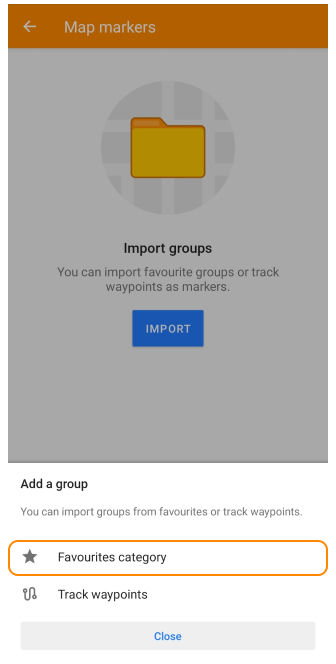 Map markers
Import groups
You can import favourite groups or track
waypoints as markers.
IMPORT
Add a group
You can import groups from favourites or track waypoints.
Favourites category
Track waypoints
Close